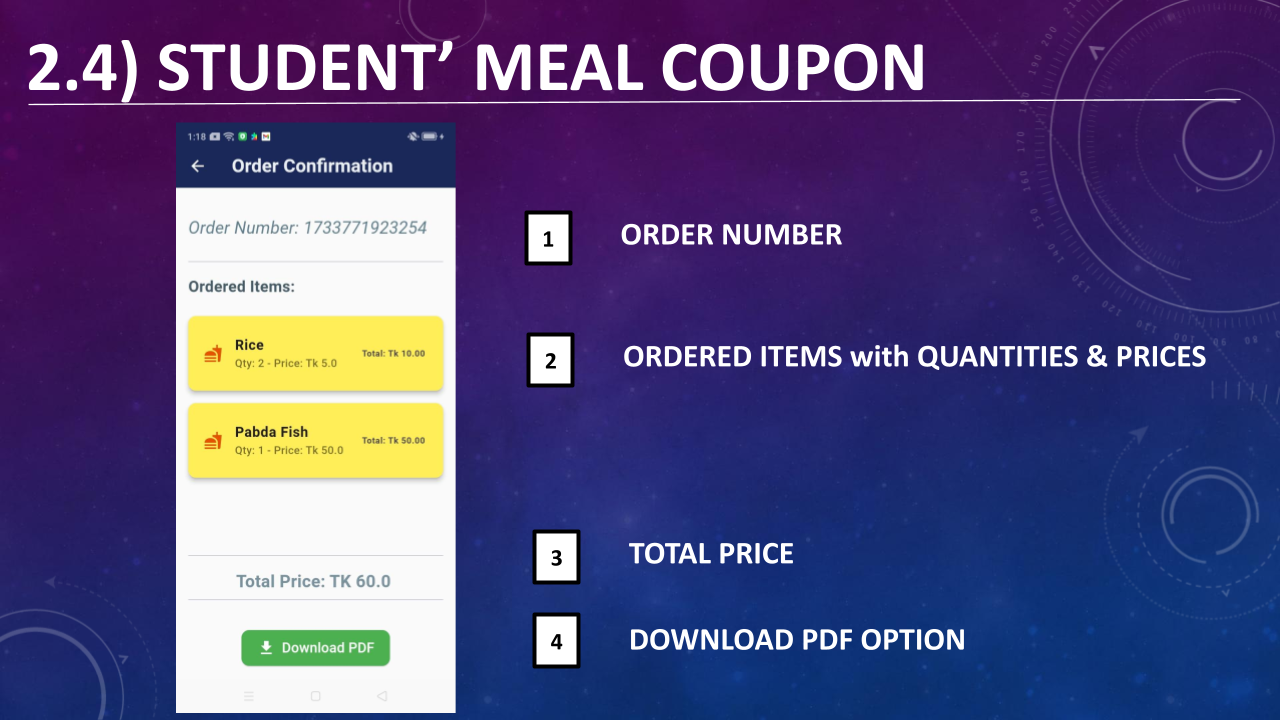 2.4) STUDENT’ MEAL COUPON
1:18
Order Confirmation
Order Number: 1733771923254
Ordered Items:
Rice
Qty: 2 - Price: Tk 5.0
Total: Tk 10.00
Pabda Fish
Qty: 1 - Price: Tk 50.0
Total: Tk 50.00
Total Price: TK 60.0
Download PDF
1 ORDER NUMBER
2 ORDERED ITEMS with QUANTITIES & PRICES
3 TOTAL PRICE
4 DOWNLOAD PDF OPTION